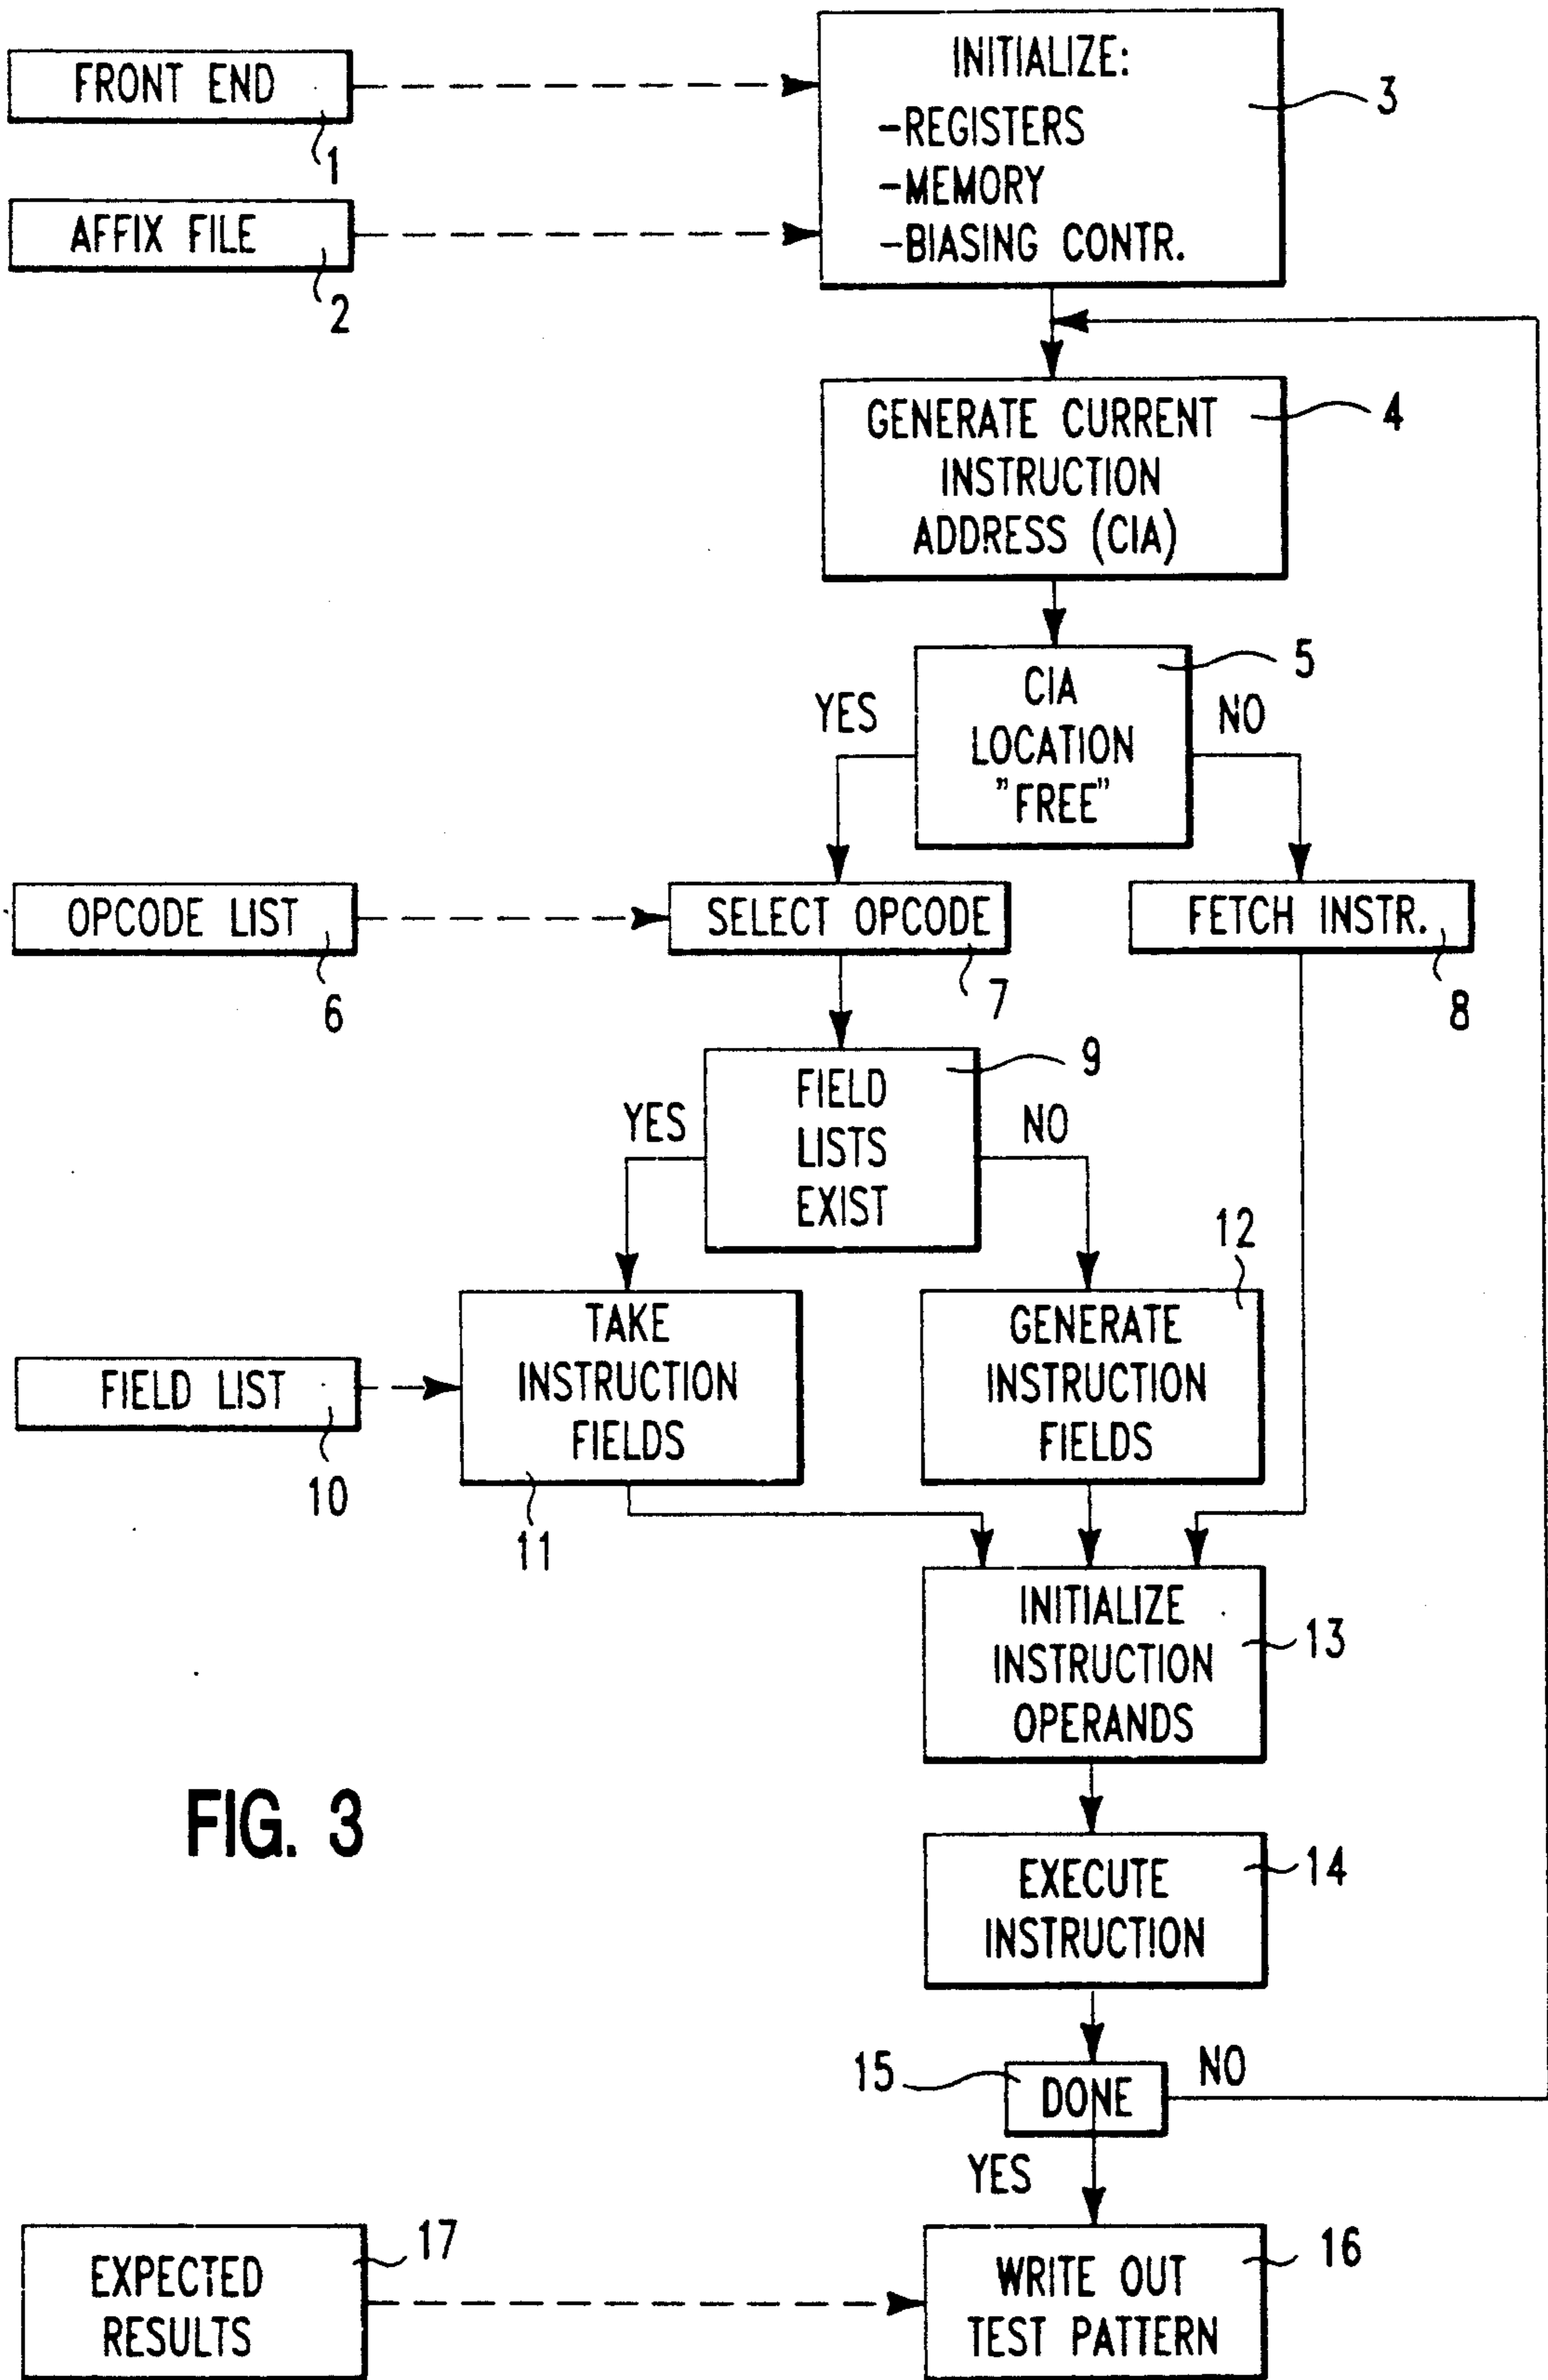 FRONT END
1
AFFIX FILE
2
INITIALIZE:
-REGISTERS
-MEMORY
-BIASING CONTR.
3
GENERATE CURRENT
INSTRUCTION
ADDRESS (CIA)
4
CIA
LOCATION
"FREE"
5
YES
NO
OPCODE LIST
6
SELECT OPCODE
7
FETCH INSTR.
8
FIELD
LISTS
EXIST
9
YES
NO
FIELD LIST
10
TAKE
INSTRUCTION
FIELDS
11
GENERATE
INSTRUCTION
FIELDS
12
INITIALIZE
INSTRUCTION
OPERANDS
13
FIG. 3
EXECUTE
INSTRUCTION
14
DONE
15
NO
YES
EXPECTED
RESULTS
17
WRITE OUT
TEST PATTERN
16